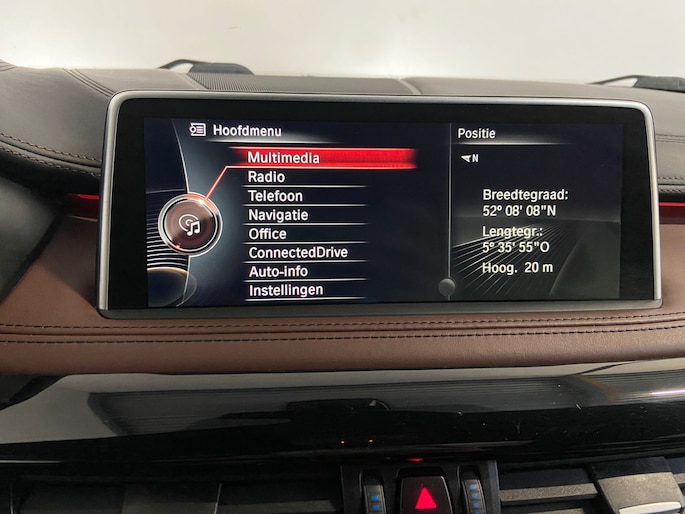 Hoofdmenu
Multimedia
Radio
Telefoon
Navigatie
Office
ConnectedDrive
Auto-info
Instellingen
Positie
N
Breedtegraad:
52° 08' 08"N
Lengtegr.:
5° 35' 55"O
Hoog. 20 m